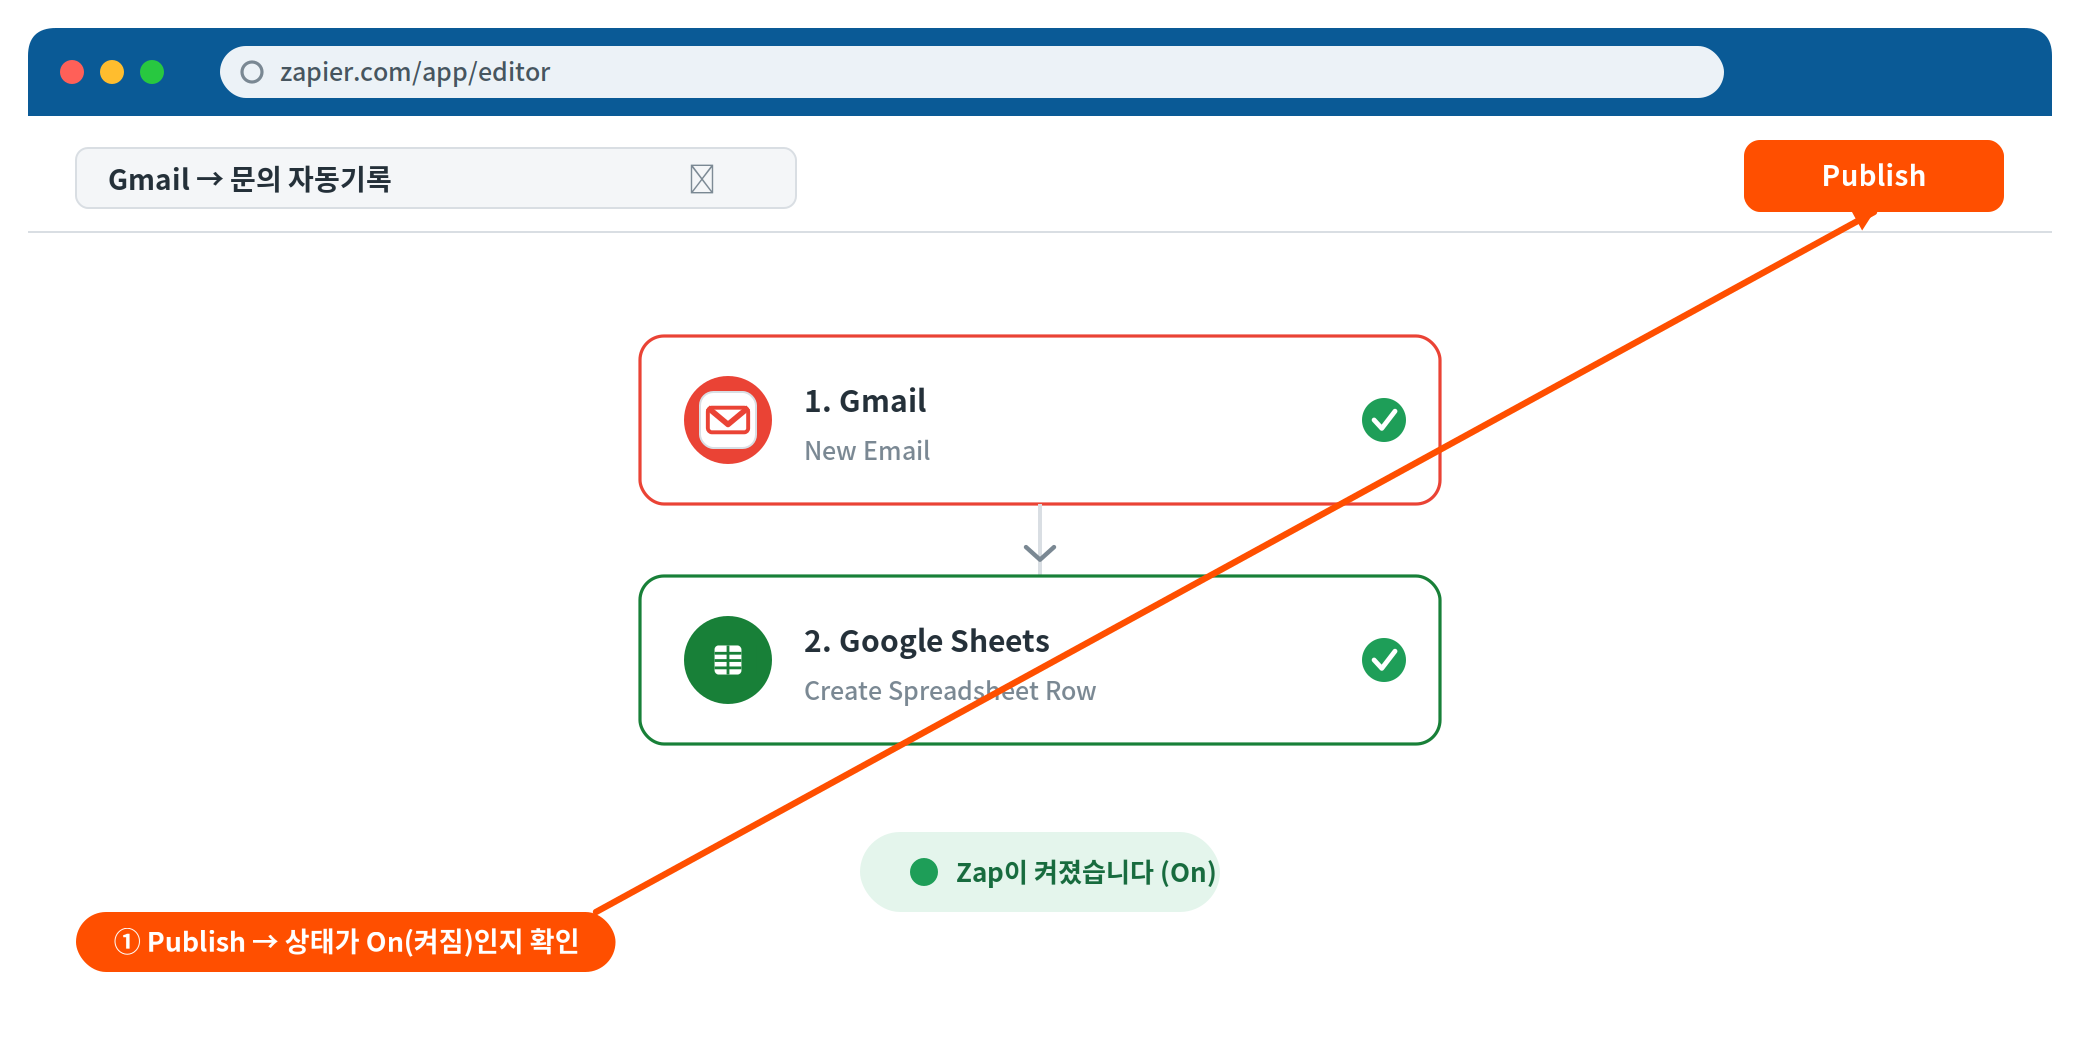 zapier.com/app/editor
Gmail → 문의 자동기록
Publish
1. Gmail
New Email
2. Google Sheets
Create Spreadsheet Row
Zap이 켜졌습니다 (On)
① Publish → 상태가 On(켜짐)인지 확인